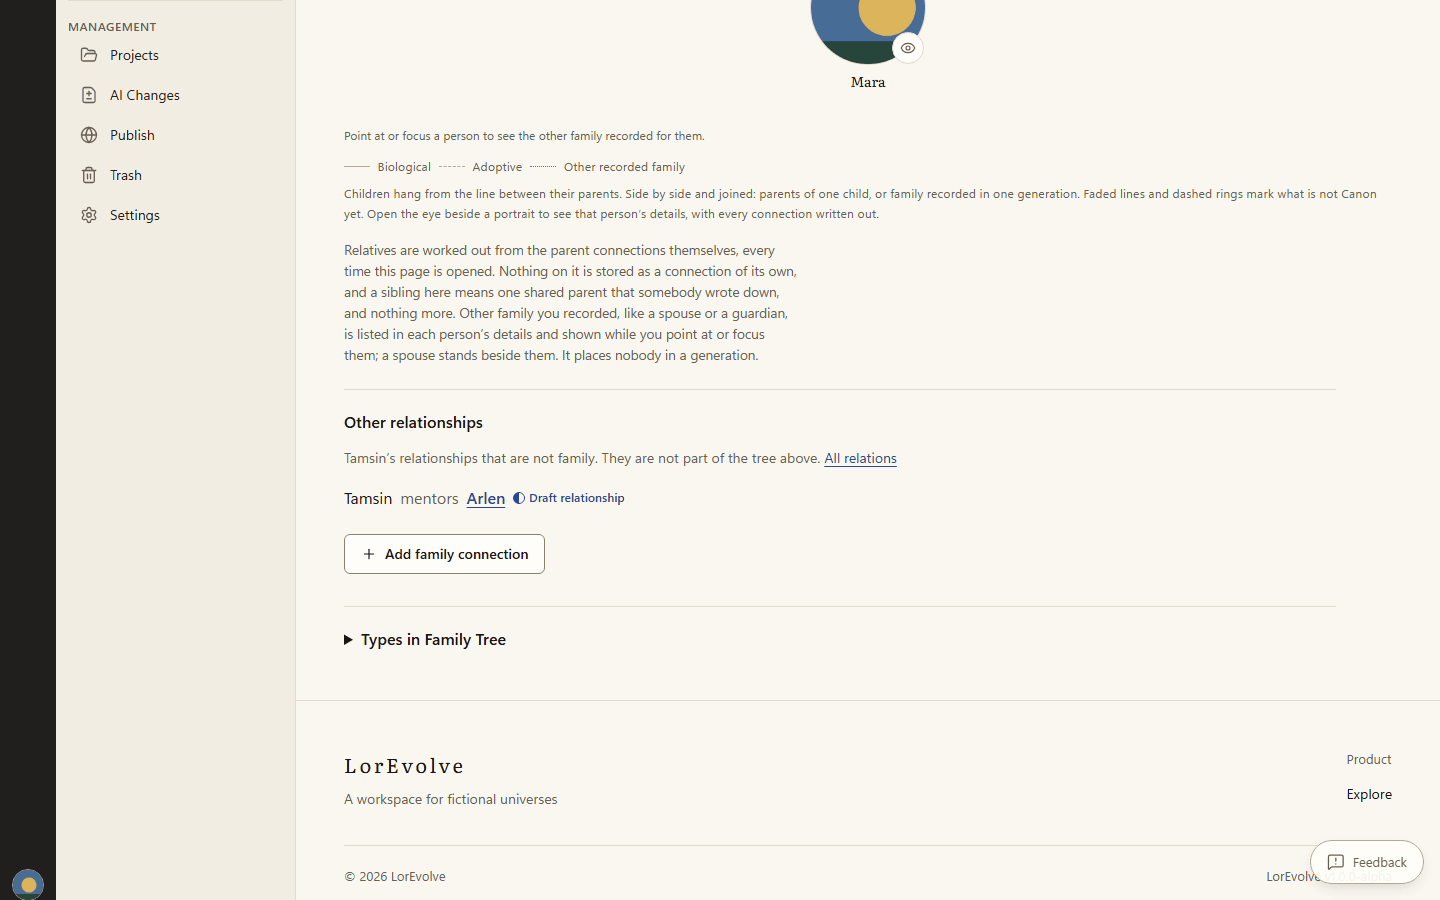 MANAGEMENT
Projects
AI Changes
Publish
Trash
Settings
Mara
Point at or focus a person to see the other family recorded for them.
Biological Adoptive Other recorded family
Children hang from the line between their parents. Side by side and joined: parents of one child, or family recorded in one generation. Faded lines and dashed rings mark what is not Canon
yet. Open the eye beside a portrait to see that person’s details, with every connection written out.
Relatives are worked out from the parent connections themselves, every
time this page is opened. Nothing on it is stored as a connection of its own,
and a sibling here means one shared parent that somebody wrote down,
and nothing more. Other family you recorded, like a spouse or a guardian,
is listed in each person’s details and shown while you point at or focus
them; a spouse stands beside them. It places nobody in a generation.
Other relationships
Tamsin’s relationships that are not family. They are not part of the tree above. All relations
Tamsin mentors Arlen Draft relationship
Add family connection
Types in Family Tree
LorEvolve
A workspace for fictional universes
Product
Explore
Feedback
© 2026 LorEvolve
LorEvolve